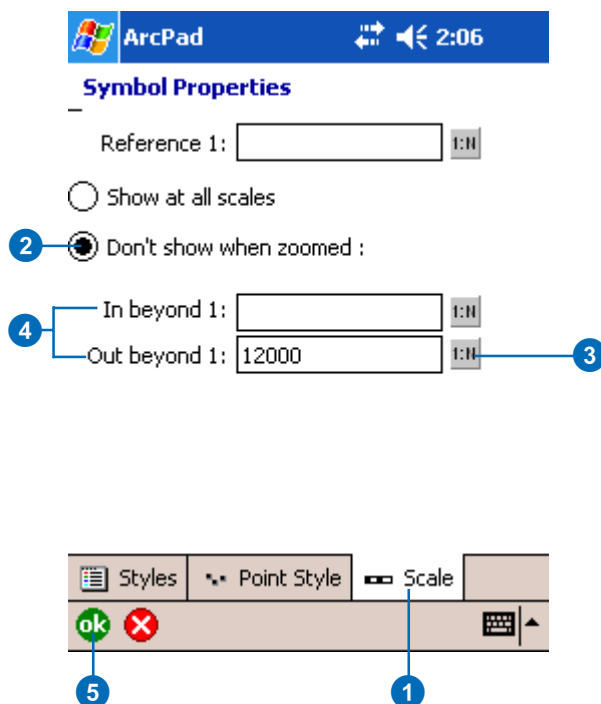 ArcPad 2:06
Symbol Properties
Reference 1: 1:N
Show at all scales
2 Don't show when zoomed :
4 In beyond 1: 1:N
Out beyond 1: 12000 1:N 3
Styles Point Style Scale
ok
5 1